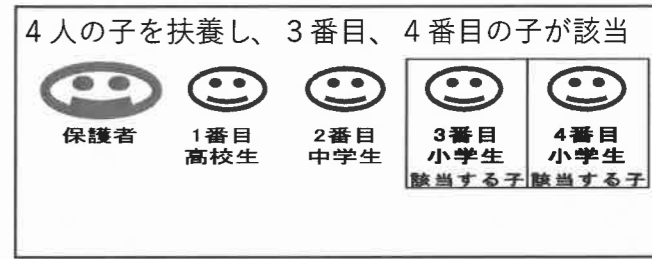 4人の子を扶養し、3番目、4番目の子が該当
保護者
1番目
高校生
2番目
中学生
3番目
小学生
該当する子
4番目
小学生
該当する子